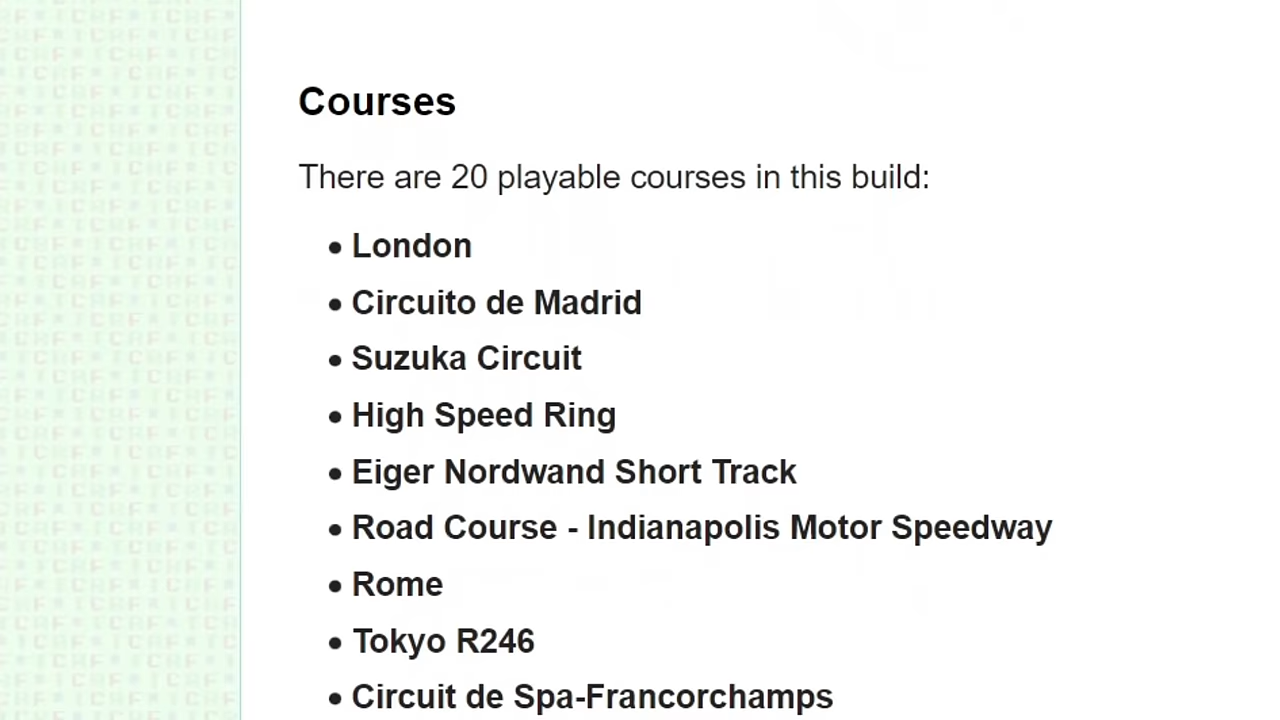 Courses
There are 20 playable courses in this build:
• London
• Circuito de Madrid
• Suzuka Circuit
• High Speed Ring
• Eiger Nordwand Short Track
• Road Course - Indianapolis Motor Speedway
• Rome
• Tokyo R246
• Circuit de Spa-Francorchamps